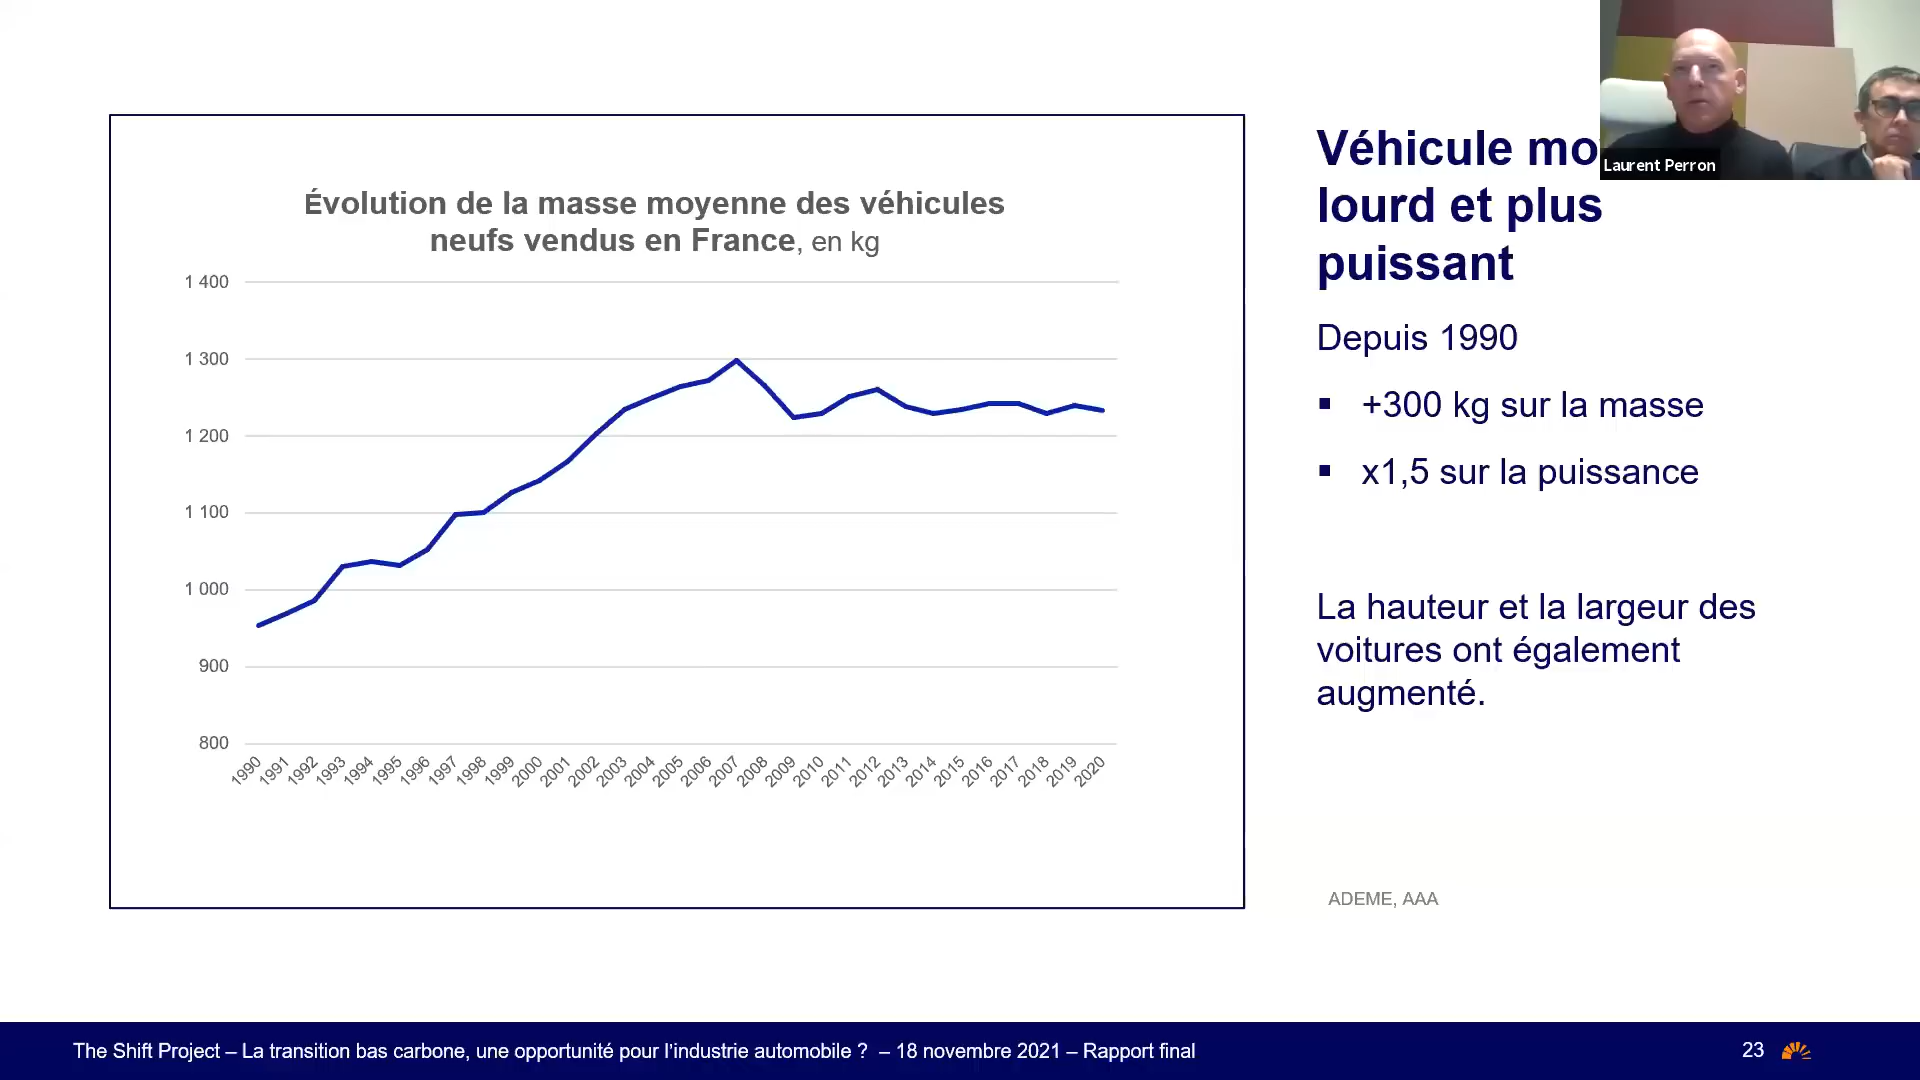 Évolution de la masse moyenne des véhicules
neufs vendus en France, en kg
1 400
1 300
1 200
1 100
1 000
900
800
1990
1991
1992
1993
1994
1995
1996
1997
1998
1999
2000
2001
2002
2003
2004
2005
2006
2007
2008
2009
2010
2011
2012
2013
2014
2015
2016
2017
2018
2019
2020
Véhicule mo
lourd et plus
puissant
Laurent Perron
Depuis 1990
▪ +300 kg sur la masse
▪ x1,5 sur la puissance
La hauteur et la largeur des
voitures ont également
augmenté.
ADEME, AAA
The Shift Project – La transition bas carbone, une opportunité pour l’industrie automobile ? – 18 novembre 2021 – Rapport final
23